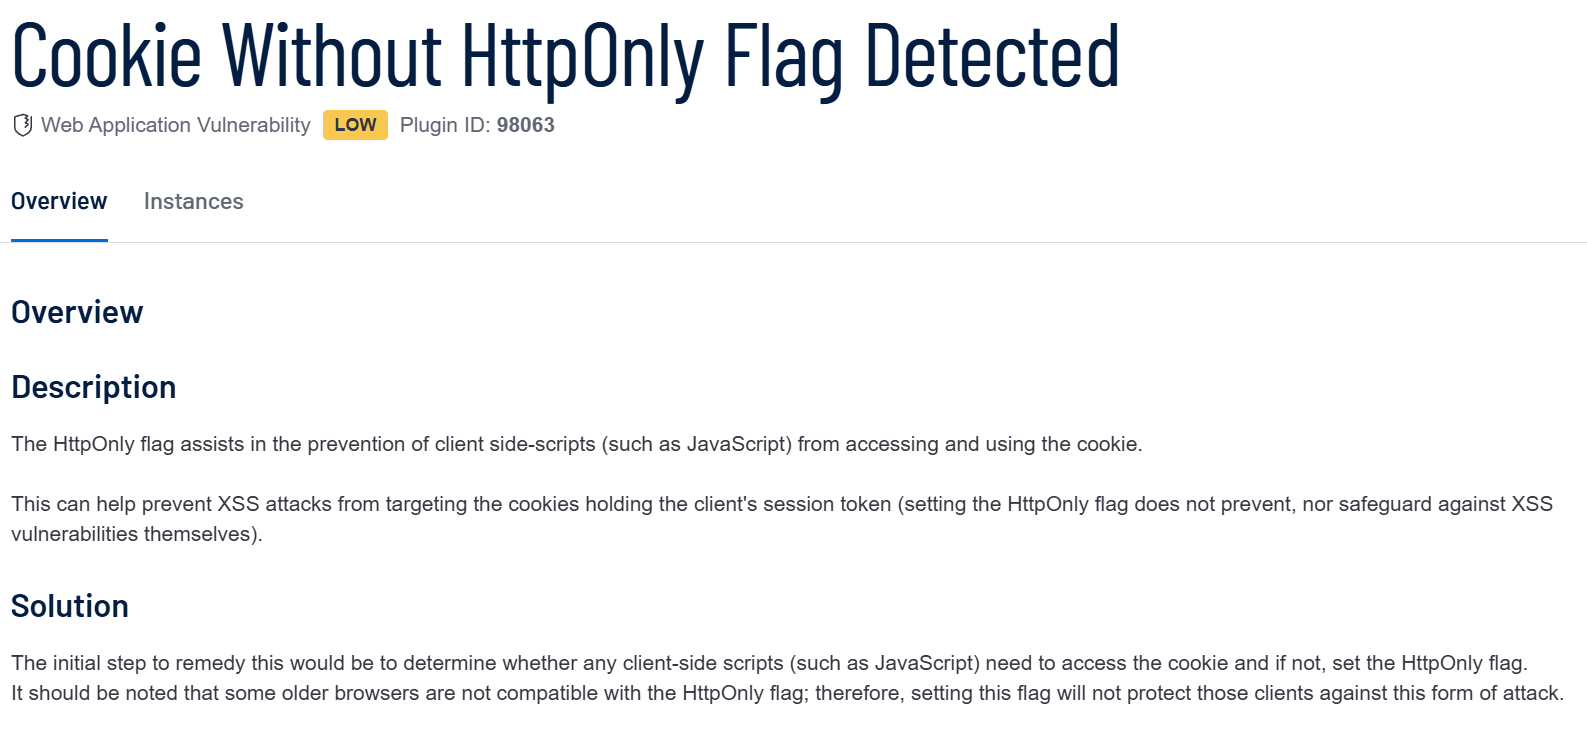 Cookie Without HttpOnly Flag Detected
Web Application Vulnerability LOW Plugin ID: 98063
Overview Instances
Overview
Description
The HttpOnly flag assists in the prevention of client side-scripts (such as JavaScript) from accessing and using the cookie.
This can help prevent XSS attacks from targeting the cookies holding the client's session token (setting the HttpOnly flag does not prevent, nor safeguard against XSS
vulnerabilities themselves).
Solution
The initial step to remedy this would be to determine whether any client-side scripts (such as JavaScript) need to access the cookie and if not, set the HttpOnly flag.
It should be noted that some older browsers are not compatible with the HttpOnly flag; therefore, setting this flag will not protect those clients against this form of attack.